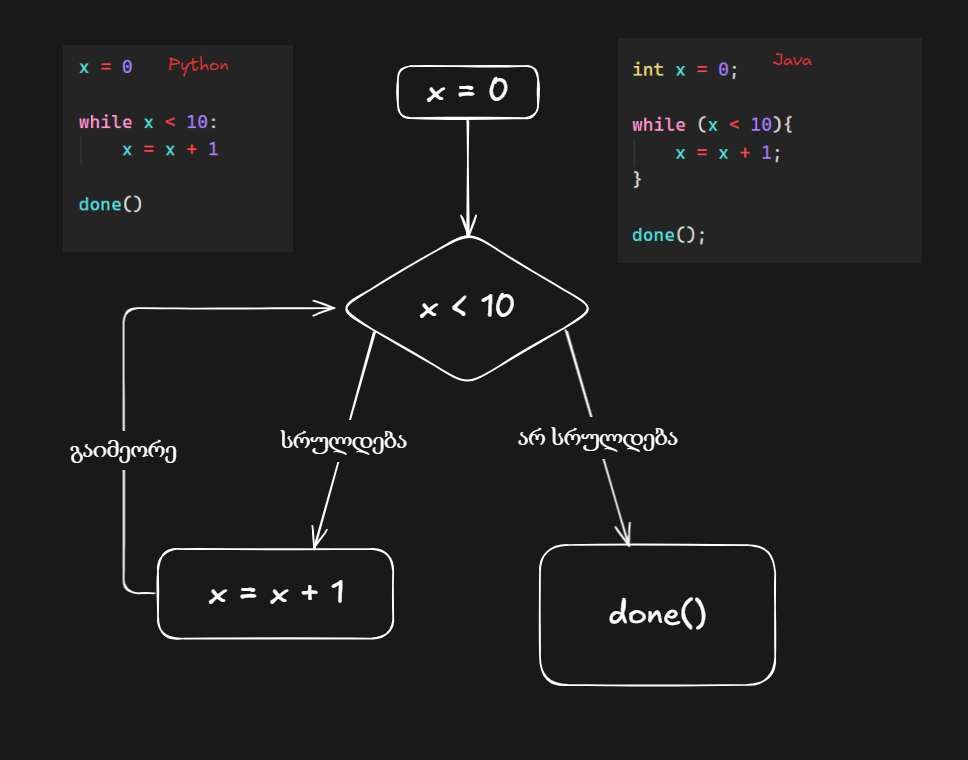 x = 0
Python
while x < 10:
x = x + 1
done()
x = 0
int x = 0;
Java
while (x < 10){
x = x + 1;
}
done();
x < 10
გაიმეორე
სრულდება
არ სრულდება
x = x + 1
done()